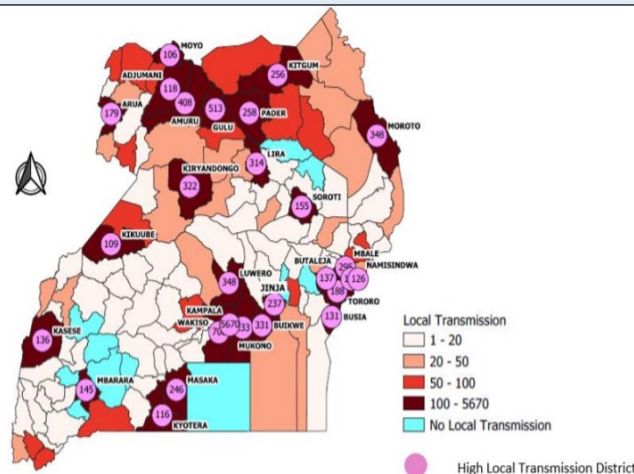 MOYO
106
KITGUM
256
ADJUMANI
118
408
ARUA
179
AMURU
513
GULU
258
PADER
MOROTO
348
LIRA
314
KIRYANDONGO
322
SOROTI
155
KIKUUBE
109
MBALE
BUTALEJA
NAMISINDWA
137
126
188
TORORO
LUWERO
348
JINJA
237
KAMPALA
WAKISO
5670
331
BUIKWE
MUKONO
131
BUSIA
KASESE
136
MBARARA
145
MASAKA
246
116
KYOTERA
Local Transmission
1 - 20
20 - 50
50 - 100
100 - 5670
No Local Transmission
High Local Transmission District